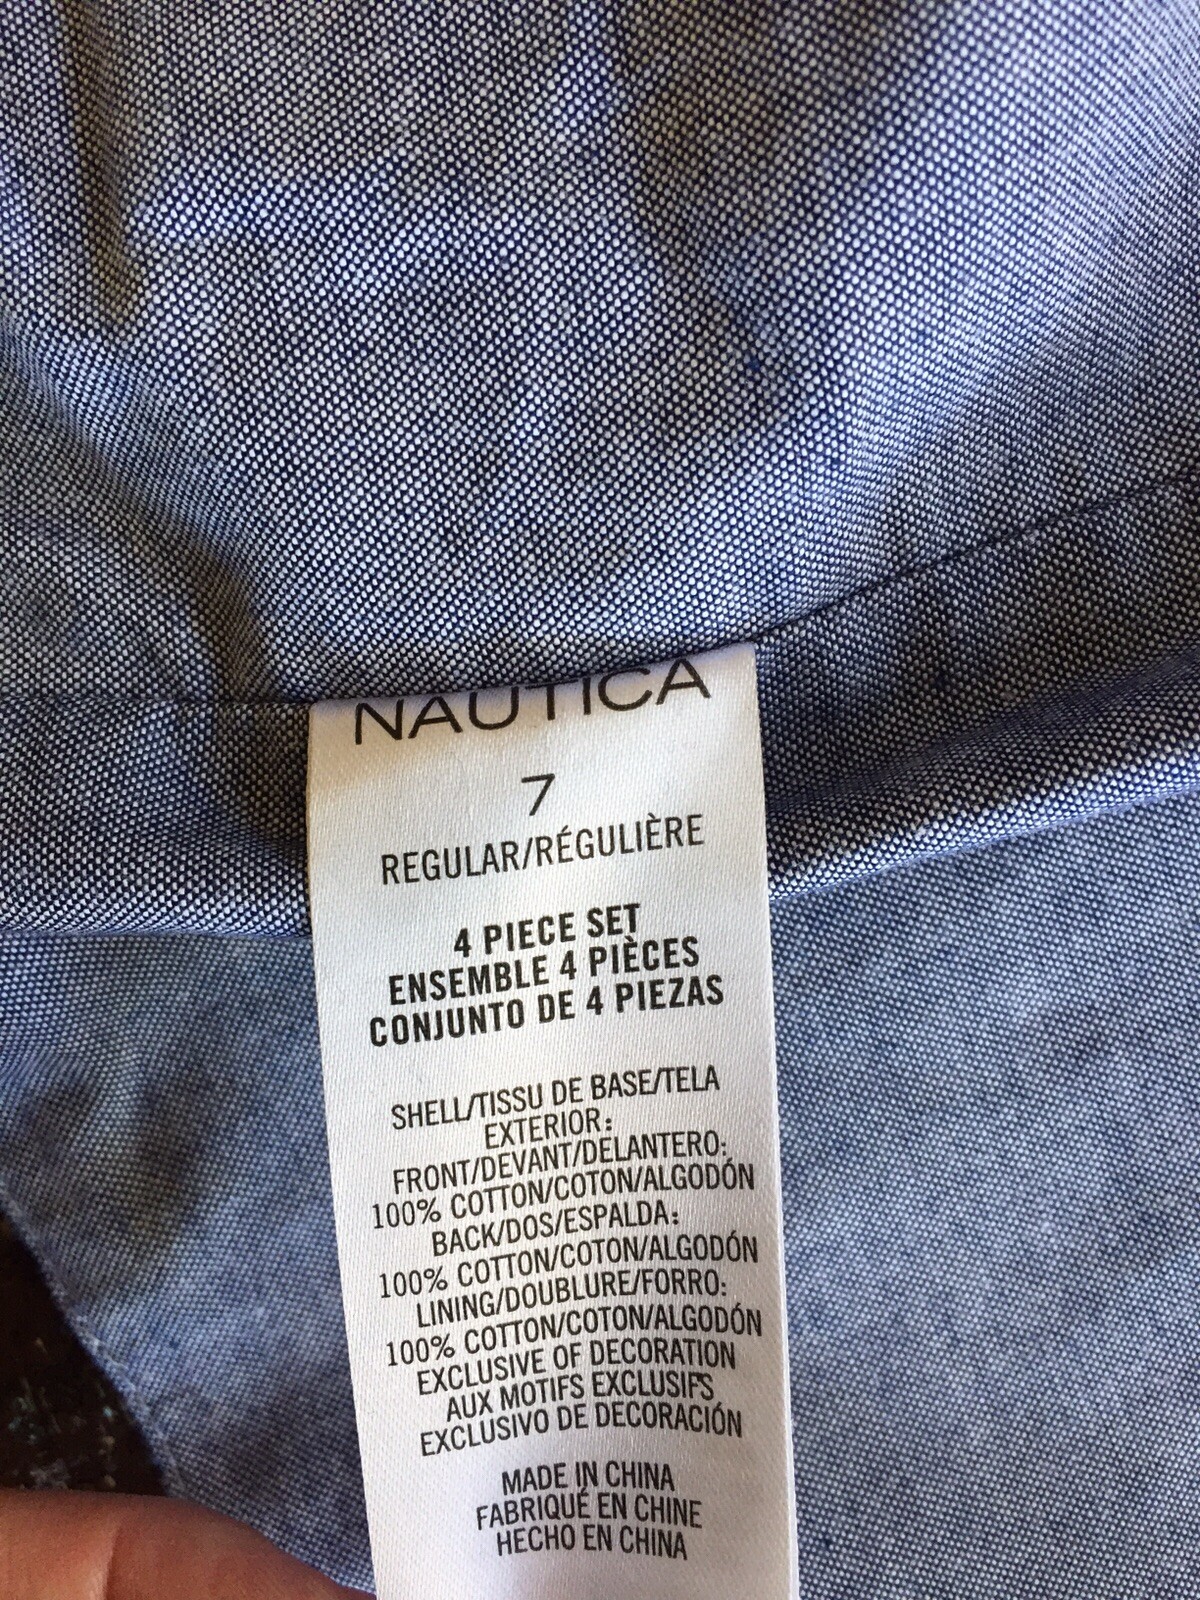 NAUTICA
7
REGULAR/RÉGULIÈRE
4 PIECE SET
ENSEMBLE 4 PIÈCES
CONJUNTO DE 4 PIEZAS
SHELL/TISSU DE BASE/TELA
EXTERIOR:
FRONT/DEVANT/DELANTERO:
100% COTTON/COTON/ALGODÓN
BACK/DOS/ESPALDA:
100% COTTON/COTON/ALGODÓN
LINING/DOUBLURE/FORRO:
100% COTTON/COTON/ALGODÓN
EXCLUSIVE OF DECORATION
AUX MOTIFS EXCLUSIFS
EXCLUSIVO DE DECORACIÓN
MADE IN CHINA
FABRIQUÉ EN CHINE
HECHO EN CHINA